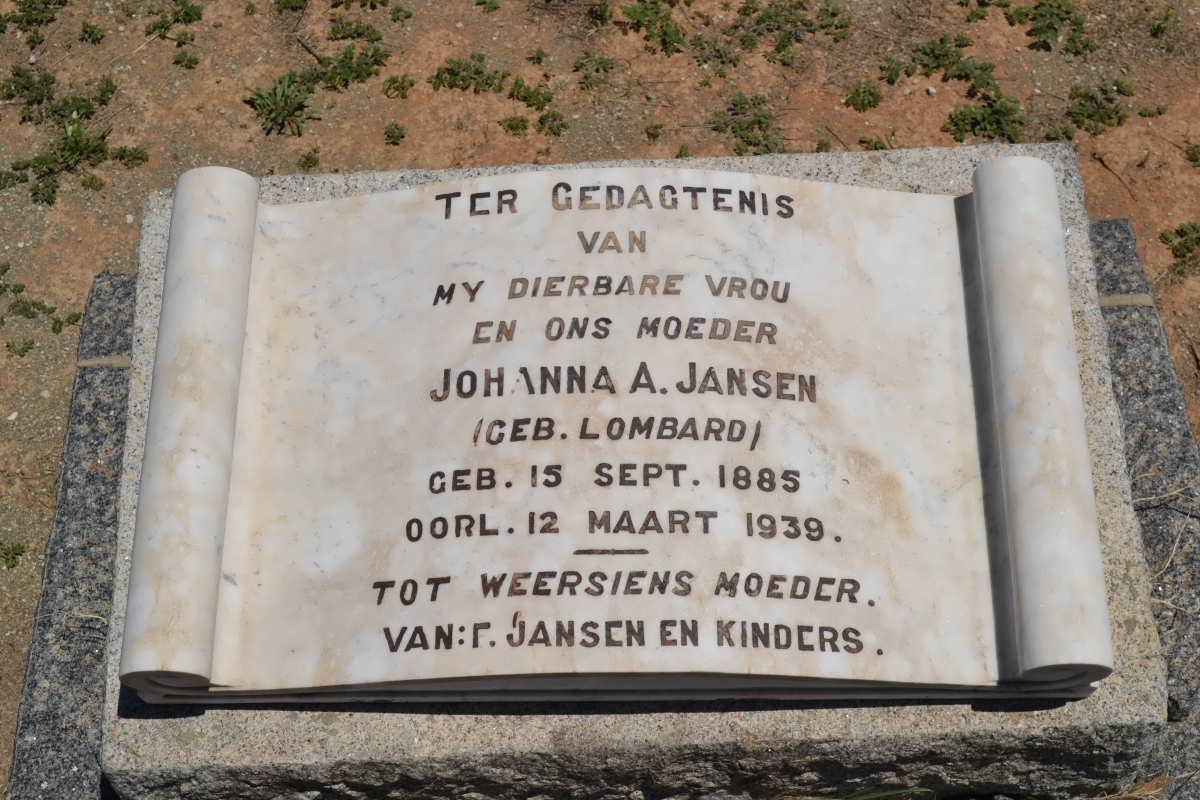 TER GEDAGTENIS
VAN
MY DIERBARE VROU
EN ONS MOEDER
JOHANNA A. JANSEN
(GEB. LOMBARD)
GEB. 15 SEPT. 1885
OORL. 12 MAART 1939.
TOT WEERSIENS MOEDER.
VAN: JANSEN EN KINDERS.